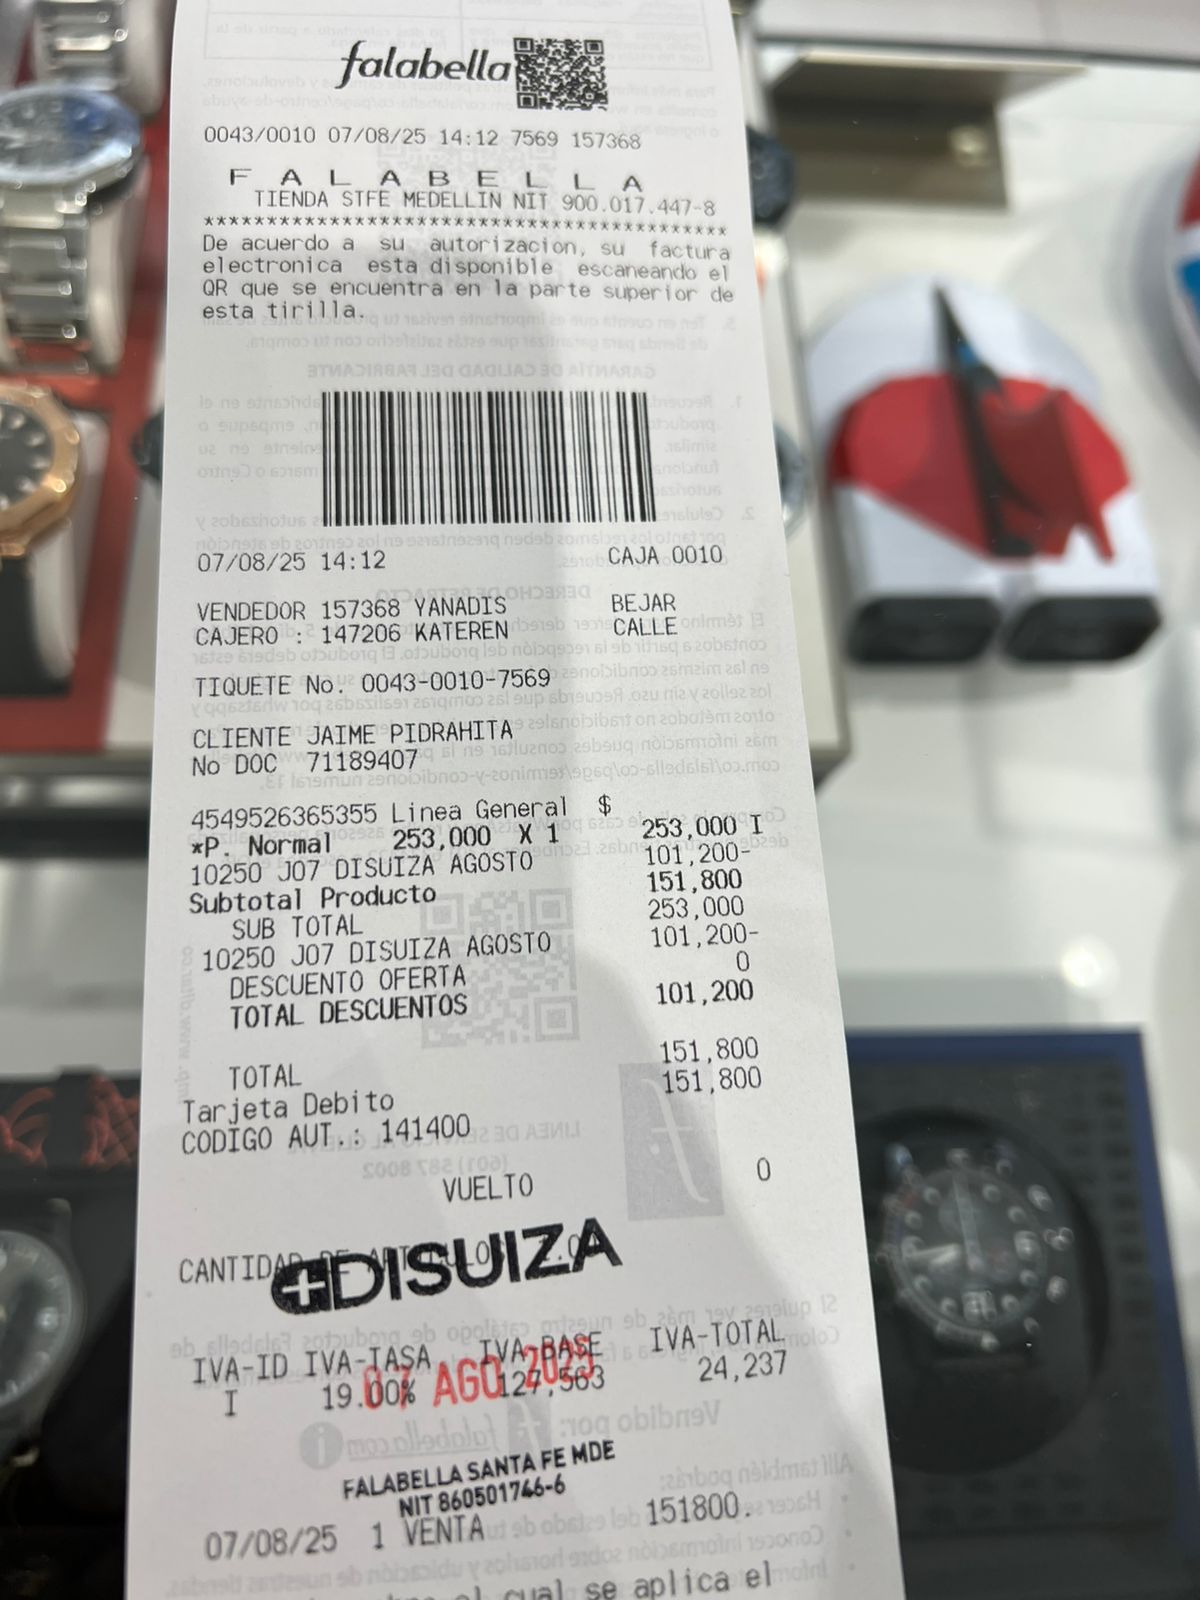 falabella
0043/0010 07/08/25 14:12 7569 157368
F A L A B E L L A
TIENDA STFE MEDELLIN NIT 900.017.447-8
******************************************
De acuerdo a su autorizacion, su factura
electronica esta disponible escaneando el
QR que se encuentra en la parte superior de
esta tirilla.
07/08/25 14:12 CAJA 0010
VENDEDOR 157368 YANADIS BEJAR
CAJERO : 147206 KATEREN CALLE
TIQUETE No. 0043-0010-7569
CLIENTE JAIME PIDRAHITA
No DOC 71189407
4549526365355 Linea General $
*P. Normal 253,000 X 1 253,000 I
10250 J07 DISUIZA AGOSTO 101,200-
Subtotal Producto 151,800
SUB TOTAL 253,000
10250 J07 DISUIZA AGOSTO 101,200-
DESCUENTO OFERTA 0
TOTAL DESCUENTOS 101,200
TOTAL 151,800
Tarjeta Debito 151,800
CODIGO AUT.: 141400
VUELTO 0
CANTIDAD DE
DISUIZA
IVA-ID IVA-TASA IVA-BASE IVA-TOTAL
I 19.00% 127,563 24,237
07 AGO 2025
FALABELLA SANTA FE MDE
NIT 860501746-6
07/08/25 1 VENTA 151800.
el cual se aplica el